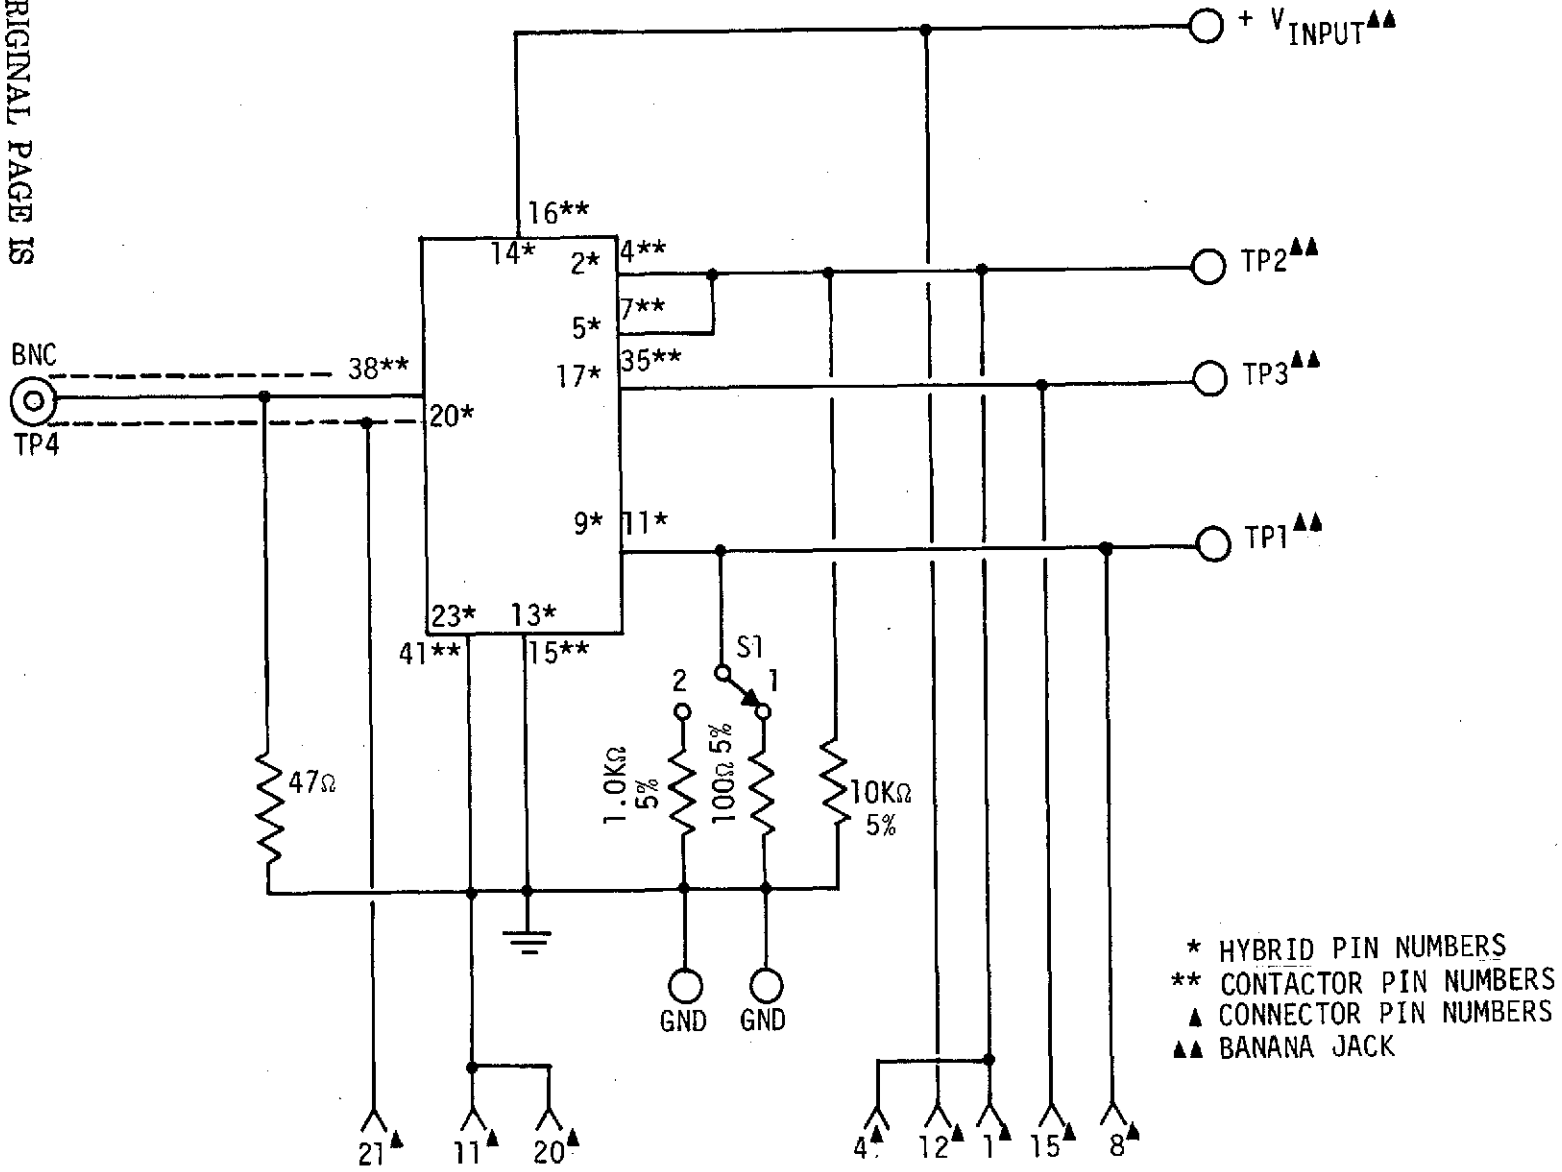 RIGINAL PAGE IS
+ VINPUT▲▲
16**
14*
2*
4**
TP2▲▲
7**
5*
35**
17*
TP3▲▲
BNC
38**
20*
TP4
9*
11*
TP1▲▲
23*
13*
41**
15**
S1
2
1
47Ω
1.0KΩ
5%
100Ω 5%
10KΩ
5%
GND
GND
* HYBRID PIN NUMBERS
** CONTACTOR PIN NUMBERS
▲ CONNECTOR PIN NUMBERS
▲▲ BANANA JACK
21▲
11▲
20▲
4▲
12▲
1▲
15▲
8▲